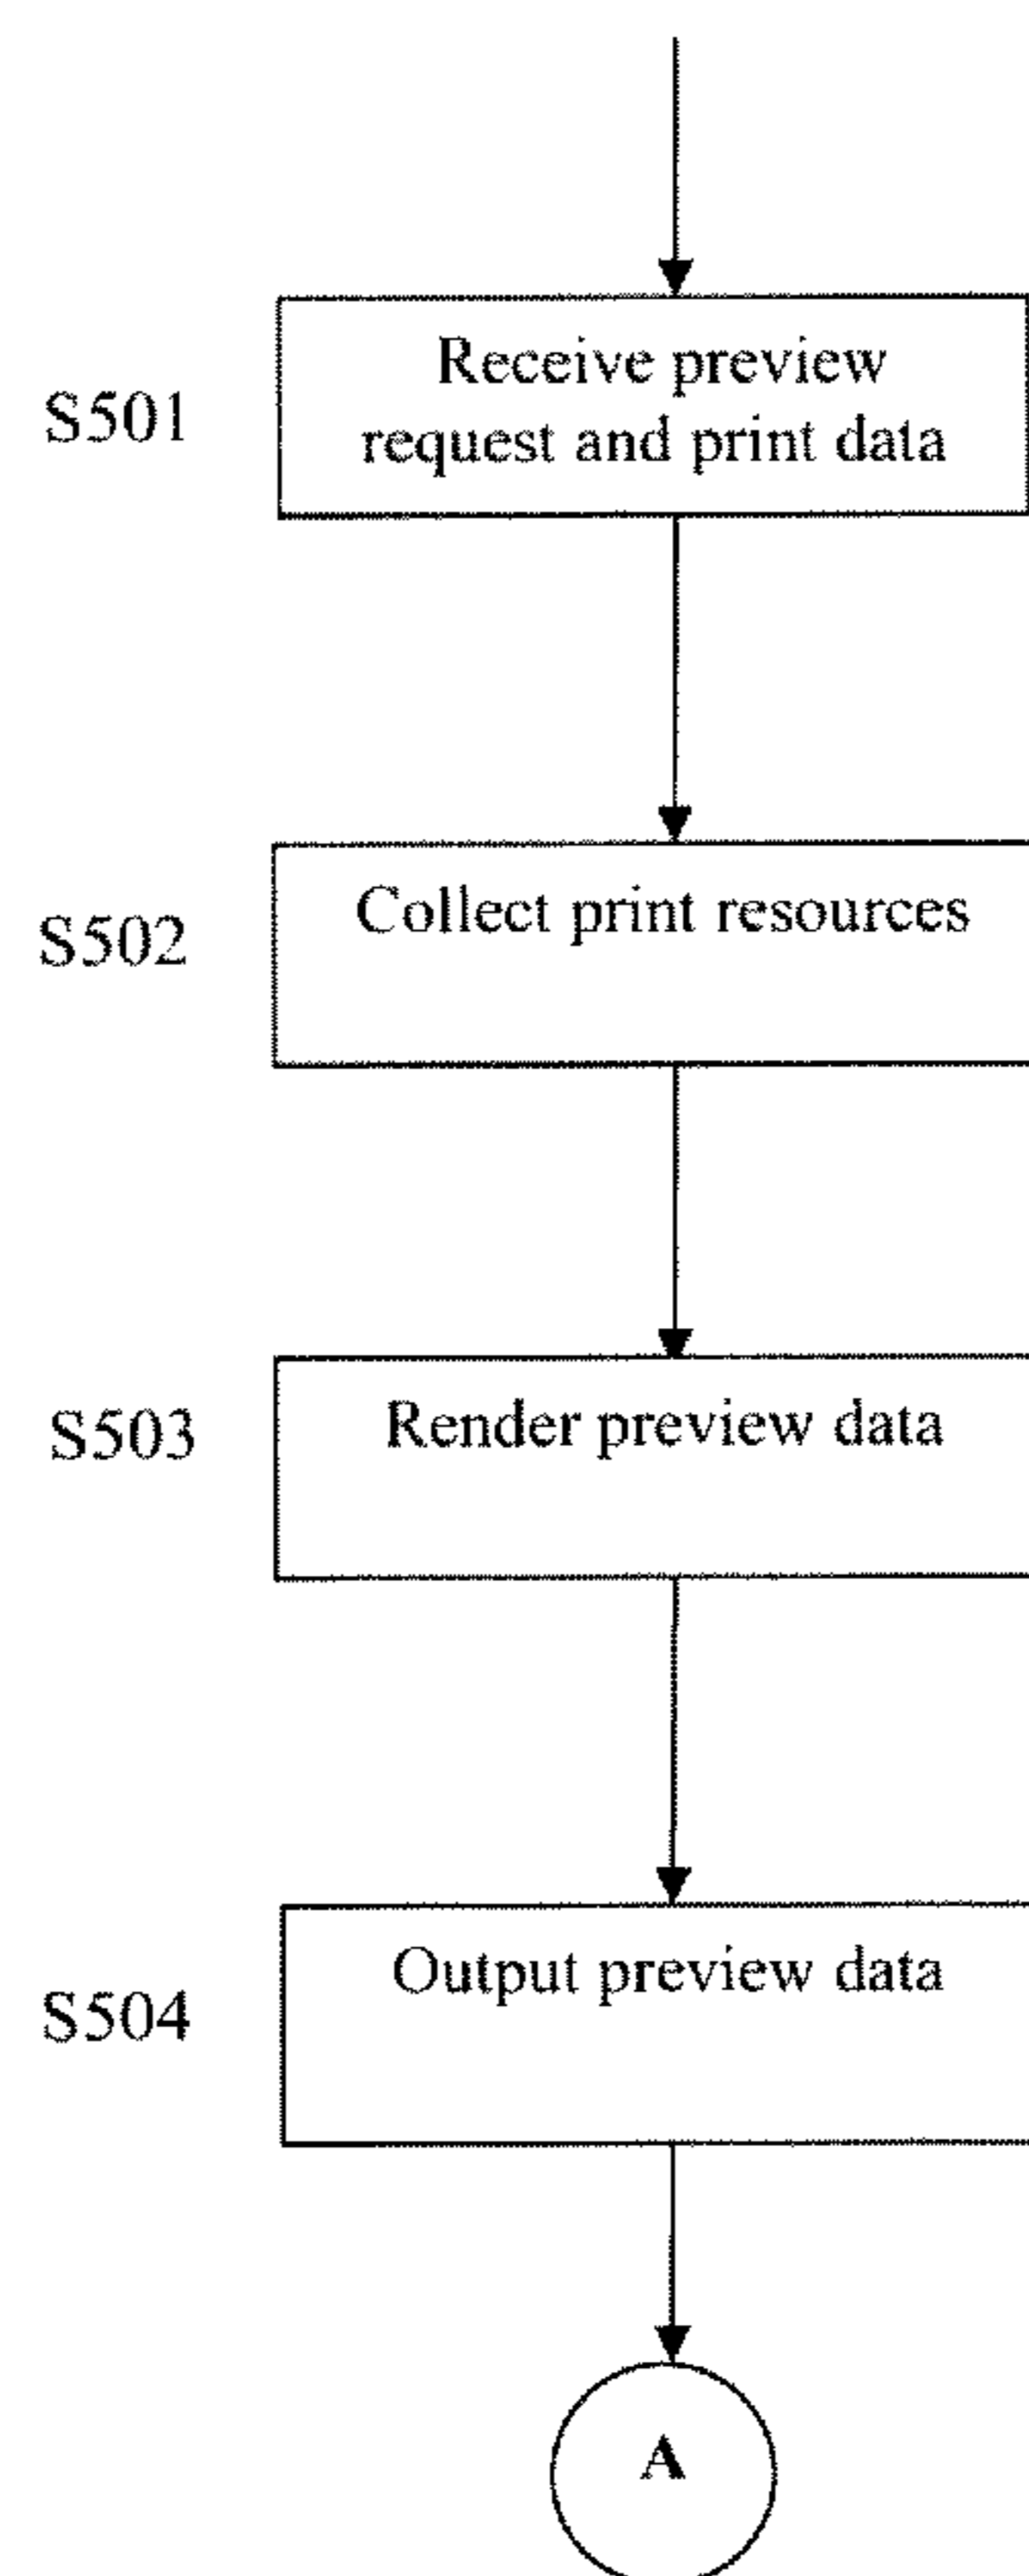 S501
Receive preview
request and print data
S502
Collect print resources
S503
Render preview data
S504
Output preview data
A